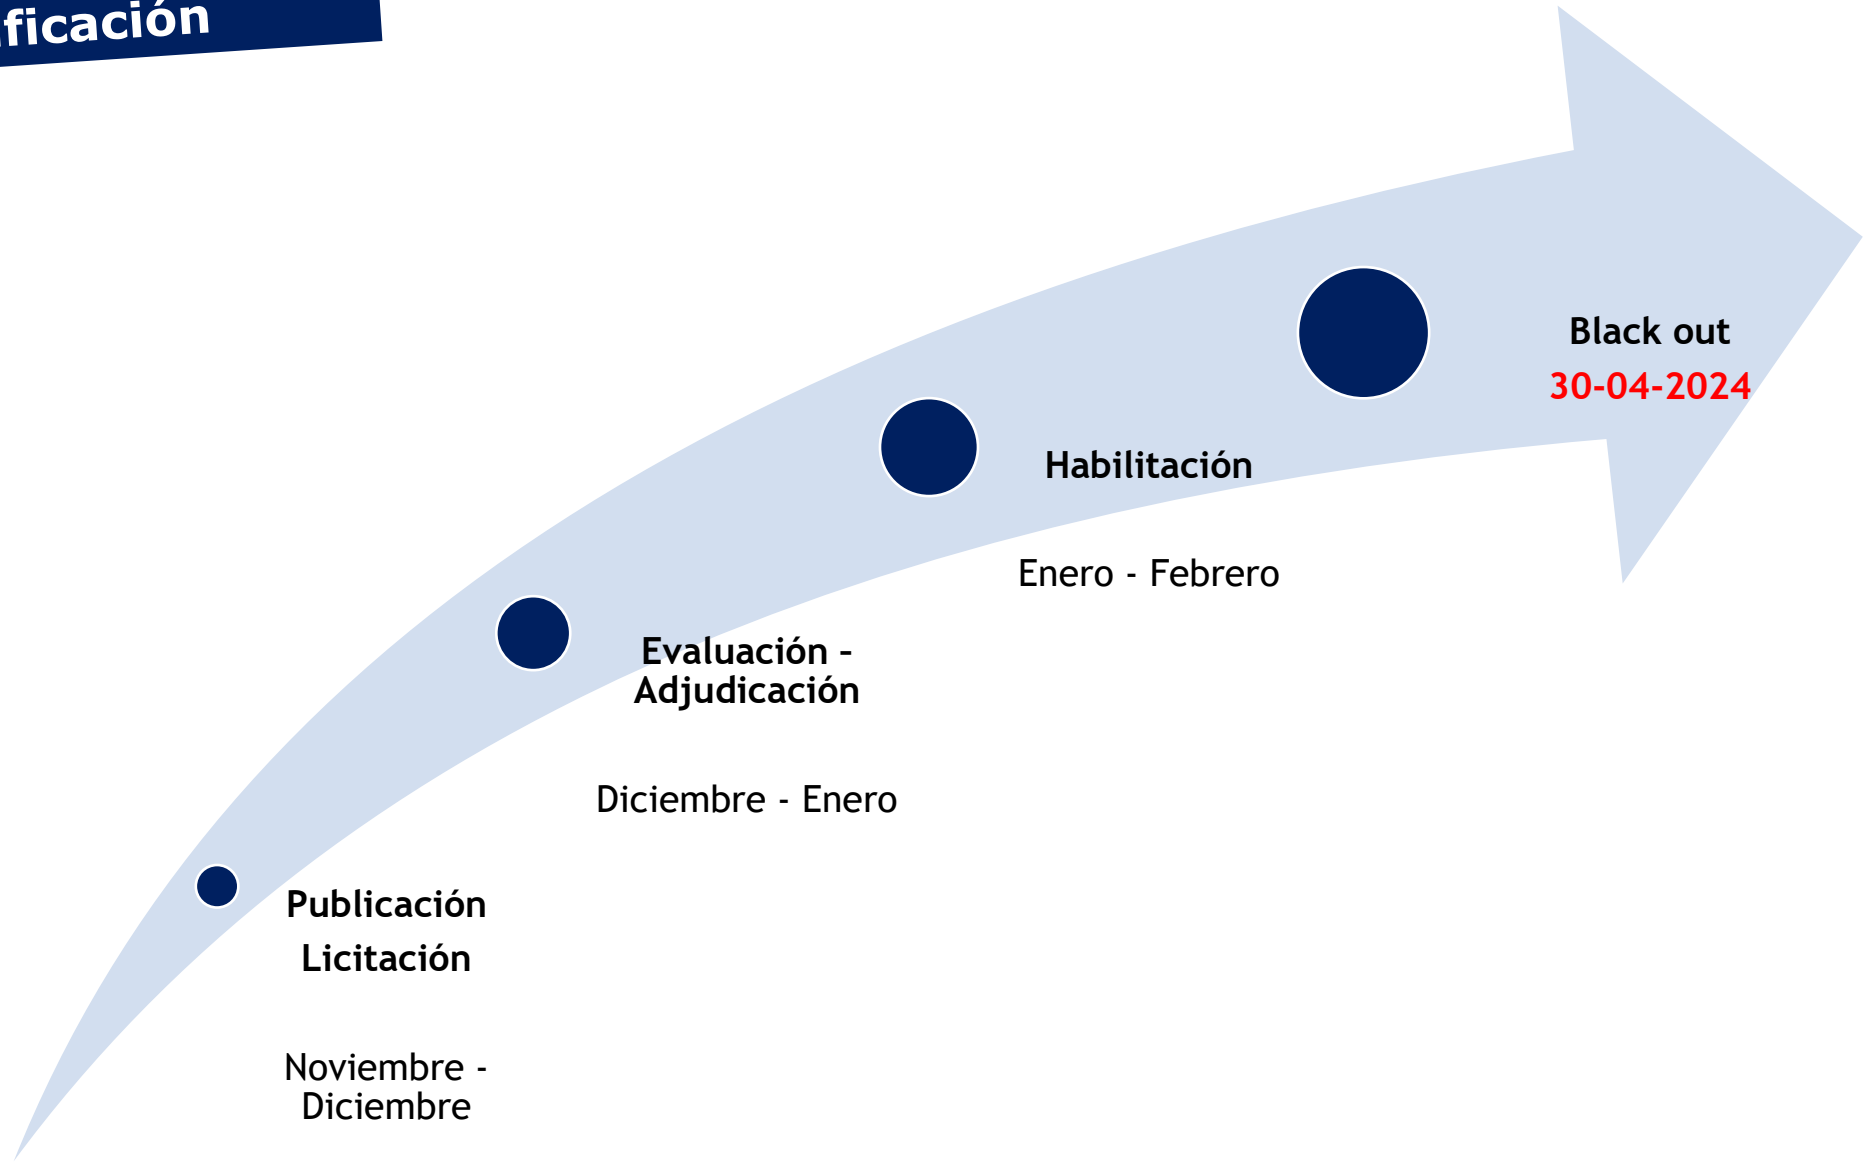 ficación
Black out
30-04-2024
Habilitación
Enero - Febrero
Evaluación –
Adjudicación
Diciembre - Enero
Publicación
Licitación
Noviembre -
Diciembre